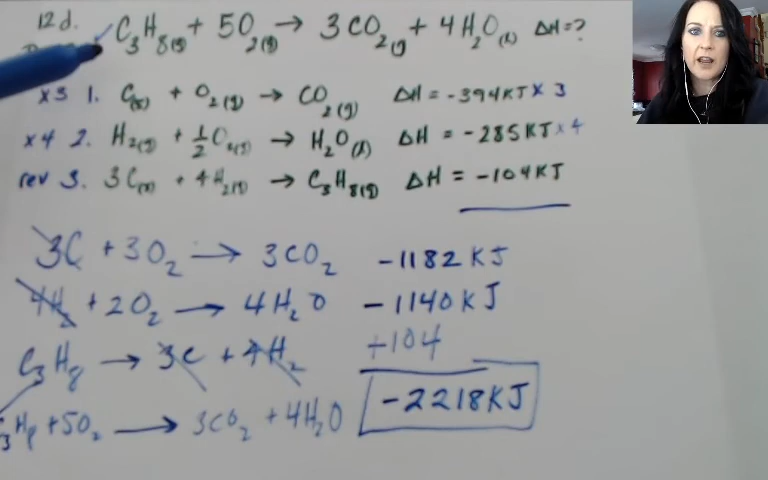 12d. C3H8(g) + 5O2(g) → 3CO2(g) + 4H2O(l) ΔH=?
x3 1. C(s) + O2(g) → CO2(g) ΔH = -394KJ x 3
x4 2. H2(g) + 1/2O2(g) → H2O(l) ΔH = -285KJ x 4
rev 3. 3C(s) + 4H2(g) → C3H8(g) ΔH = -104KJ
3C + 3O2 → 3CO2 -1182KJ
4H2 + 2O2 → 4H2O -1140KJ
C3H8 → 3C + 4H2 +104
C3H8 + 5O2 → 3CO2 + 4H2O -2218KJ